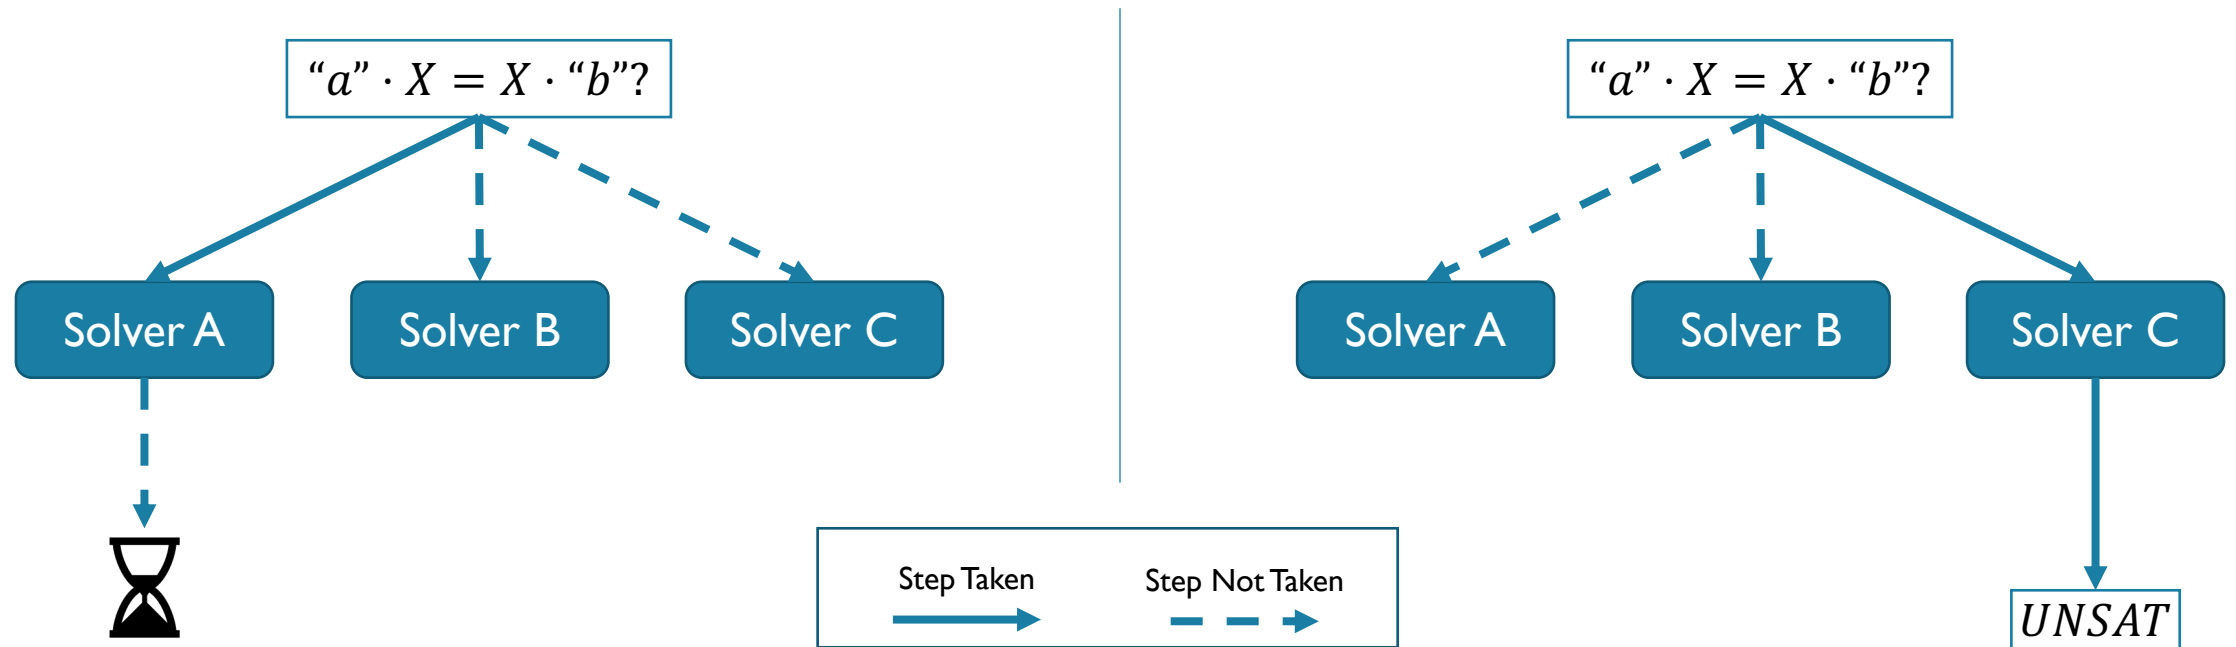 “a” · X = X · “b”?
Solver A
Solver B
Solver C
“a” · X = X · “b”?
Solver A
Solver B
Solver C
UNSAT
Step Taken
Step Not Taken